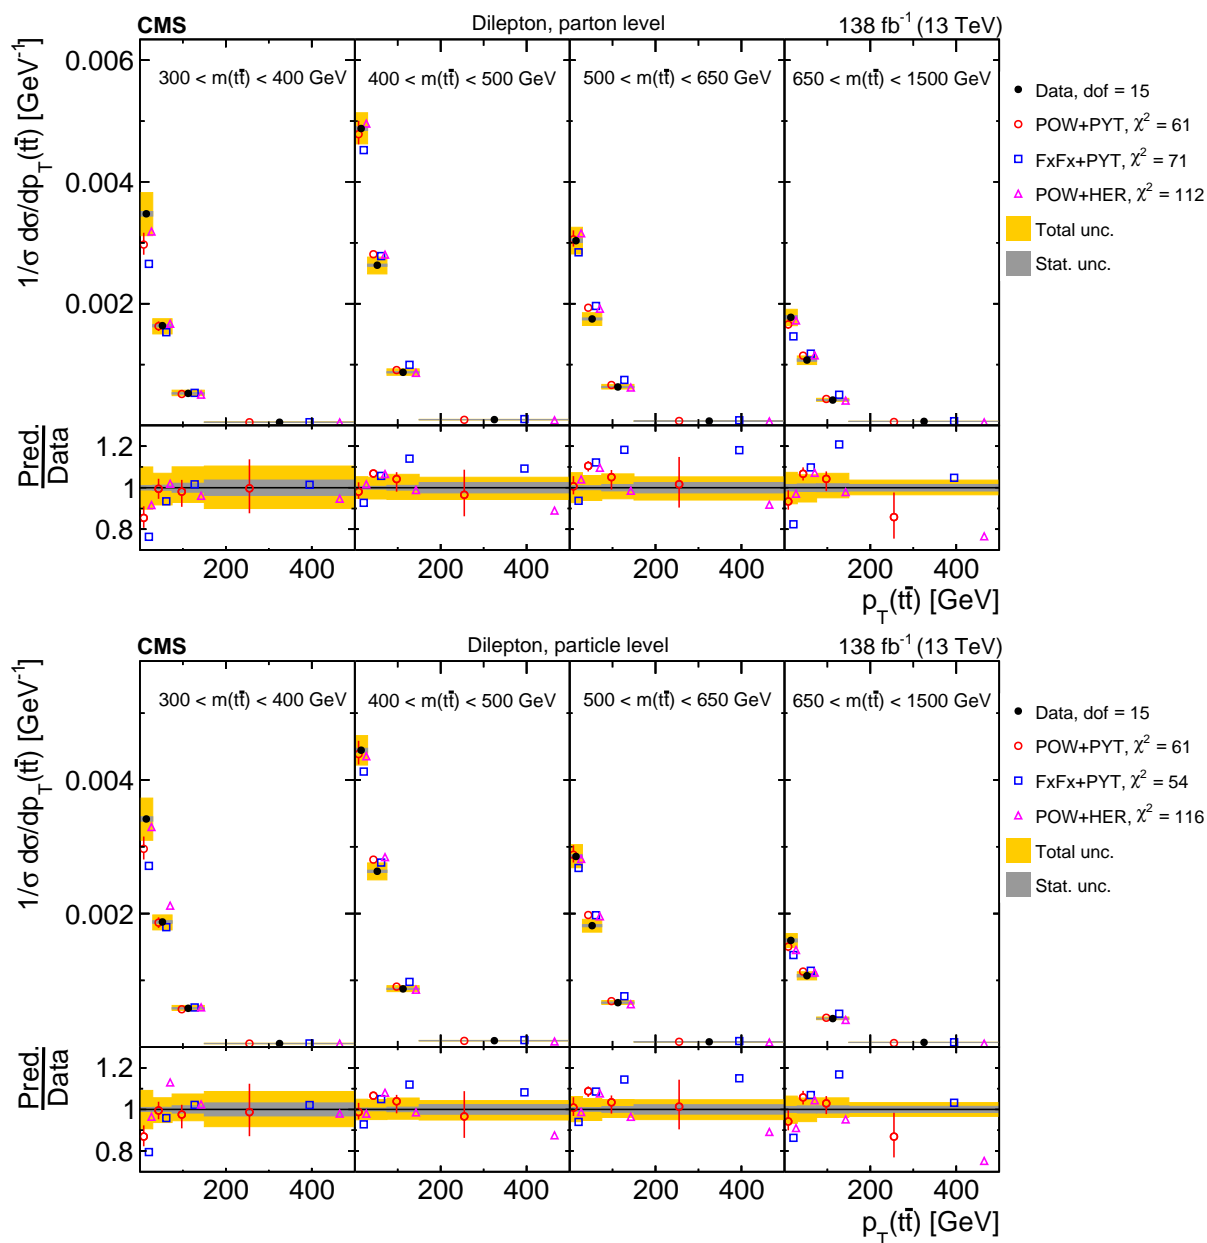 CMS Dilepton, parton level 138 fb⁻¹ (13 TeV)
1/σ dσ/dp_T(tt̄) [GeV⁻¹]
0.006
0.004
0.002
300 < m(tt̄) < 400 GeV
400 < m(tt̄) < 500 GeV
500 < m(tt̄) < 650 GeV
650 < m(tt̄) < 1500 GeV
Data, dof = 15
POW+PYT, χ² = 61
FxFx+PYT, χ² = 71
POW+HER, χ² = 112
Total unc.
Stat. unc.
Pred.
Data
1.2
1
0.8
200 400 200 400 200 400 200 400
p_T(tt̄) [GeV]
CMS Dilepton, particle level 138 fb⁻¹ (13 TeV)
1/σ dσ/dp_T(tt̄) [GeV⁻¹]
0.004
0.002
300 < m(tt̄) < 400 GeV
400 < m(tt̄) < 500 GeV
500 < m(tt̄) < 650 GeV
650 < m(tt̄) < 1500 GeV
Data, dof = 15
POW+PYT, χ² = 61
FxFx+PYT, χ² = 54
POW+HER, χ² = 116
Total unc.
Stat. unc.
Pred.
Data
1.2
1
0.8
200 400 200 400 200 400 200 400
p_T(tt̄) [GeV]